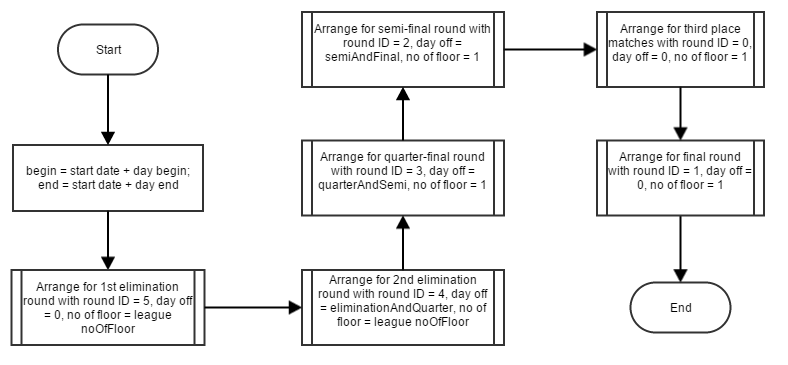 Start
begin = start date + day begin;
end = start date + day end
Arrange for 1st elimination
round with round ID = 5, day off
= 0, no of floor = league
noOfFloor
Arrange for 2nd elimination
round with round ID = 4, day off
= eliminationAndQuarter, no of
floor = league noOfFloor
Arrange for quarter-final round
with round ID = 3, day off =
quarterAndSemi, no of floor = 1
Arrange for semi-final round with
round ID = 2, day off =
semiAndFinal, no of floor = 1
Arrange for third place
matches with round ID = 0,
day off = 0, no of floor = 1
Arrange for final round
with round ID = 1, day off =
0, no of floor = 1
End